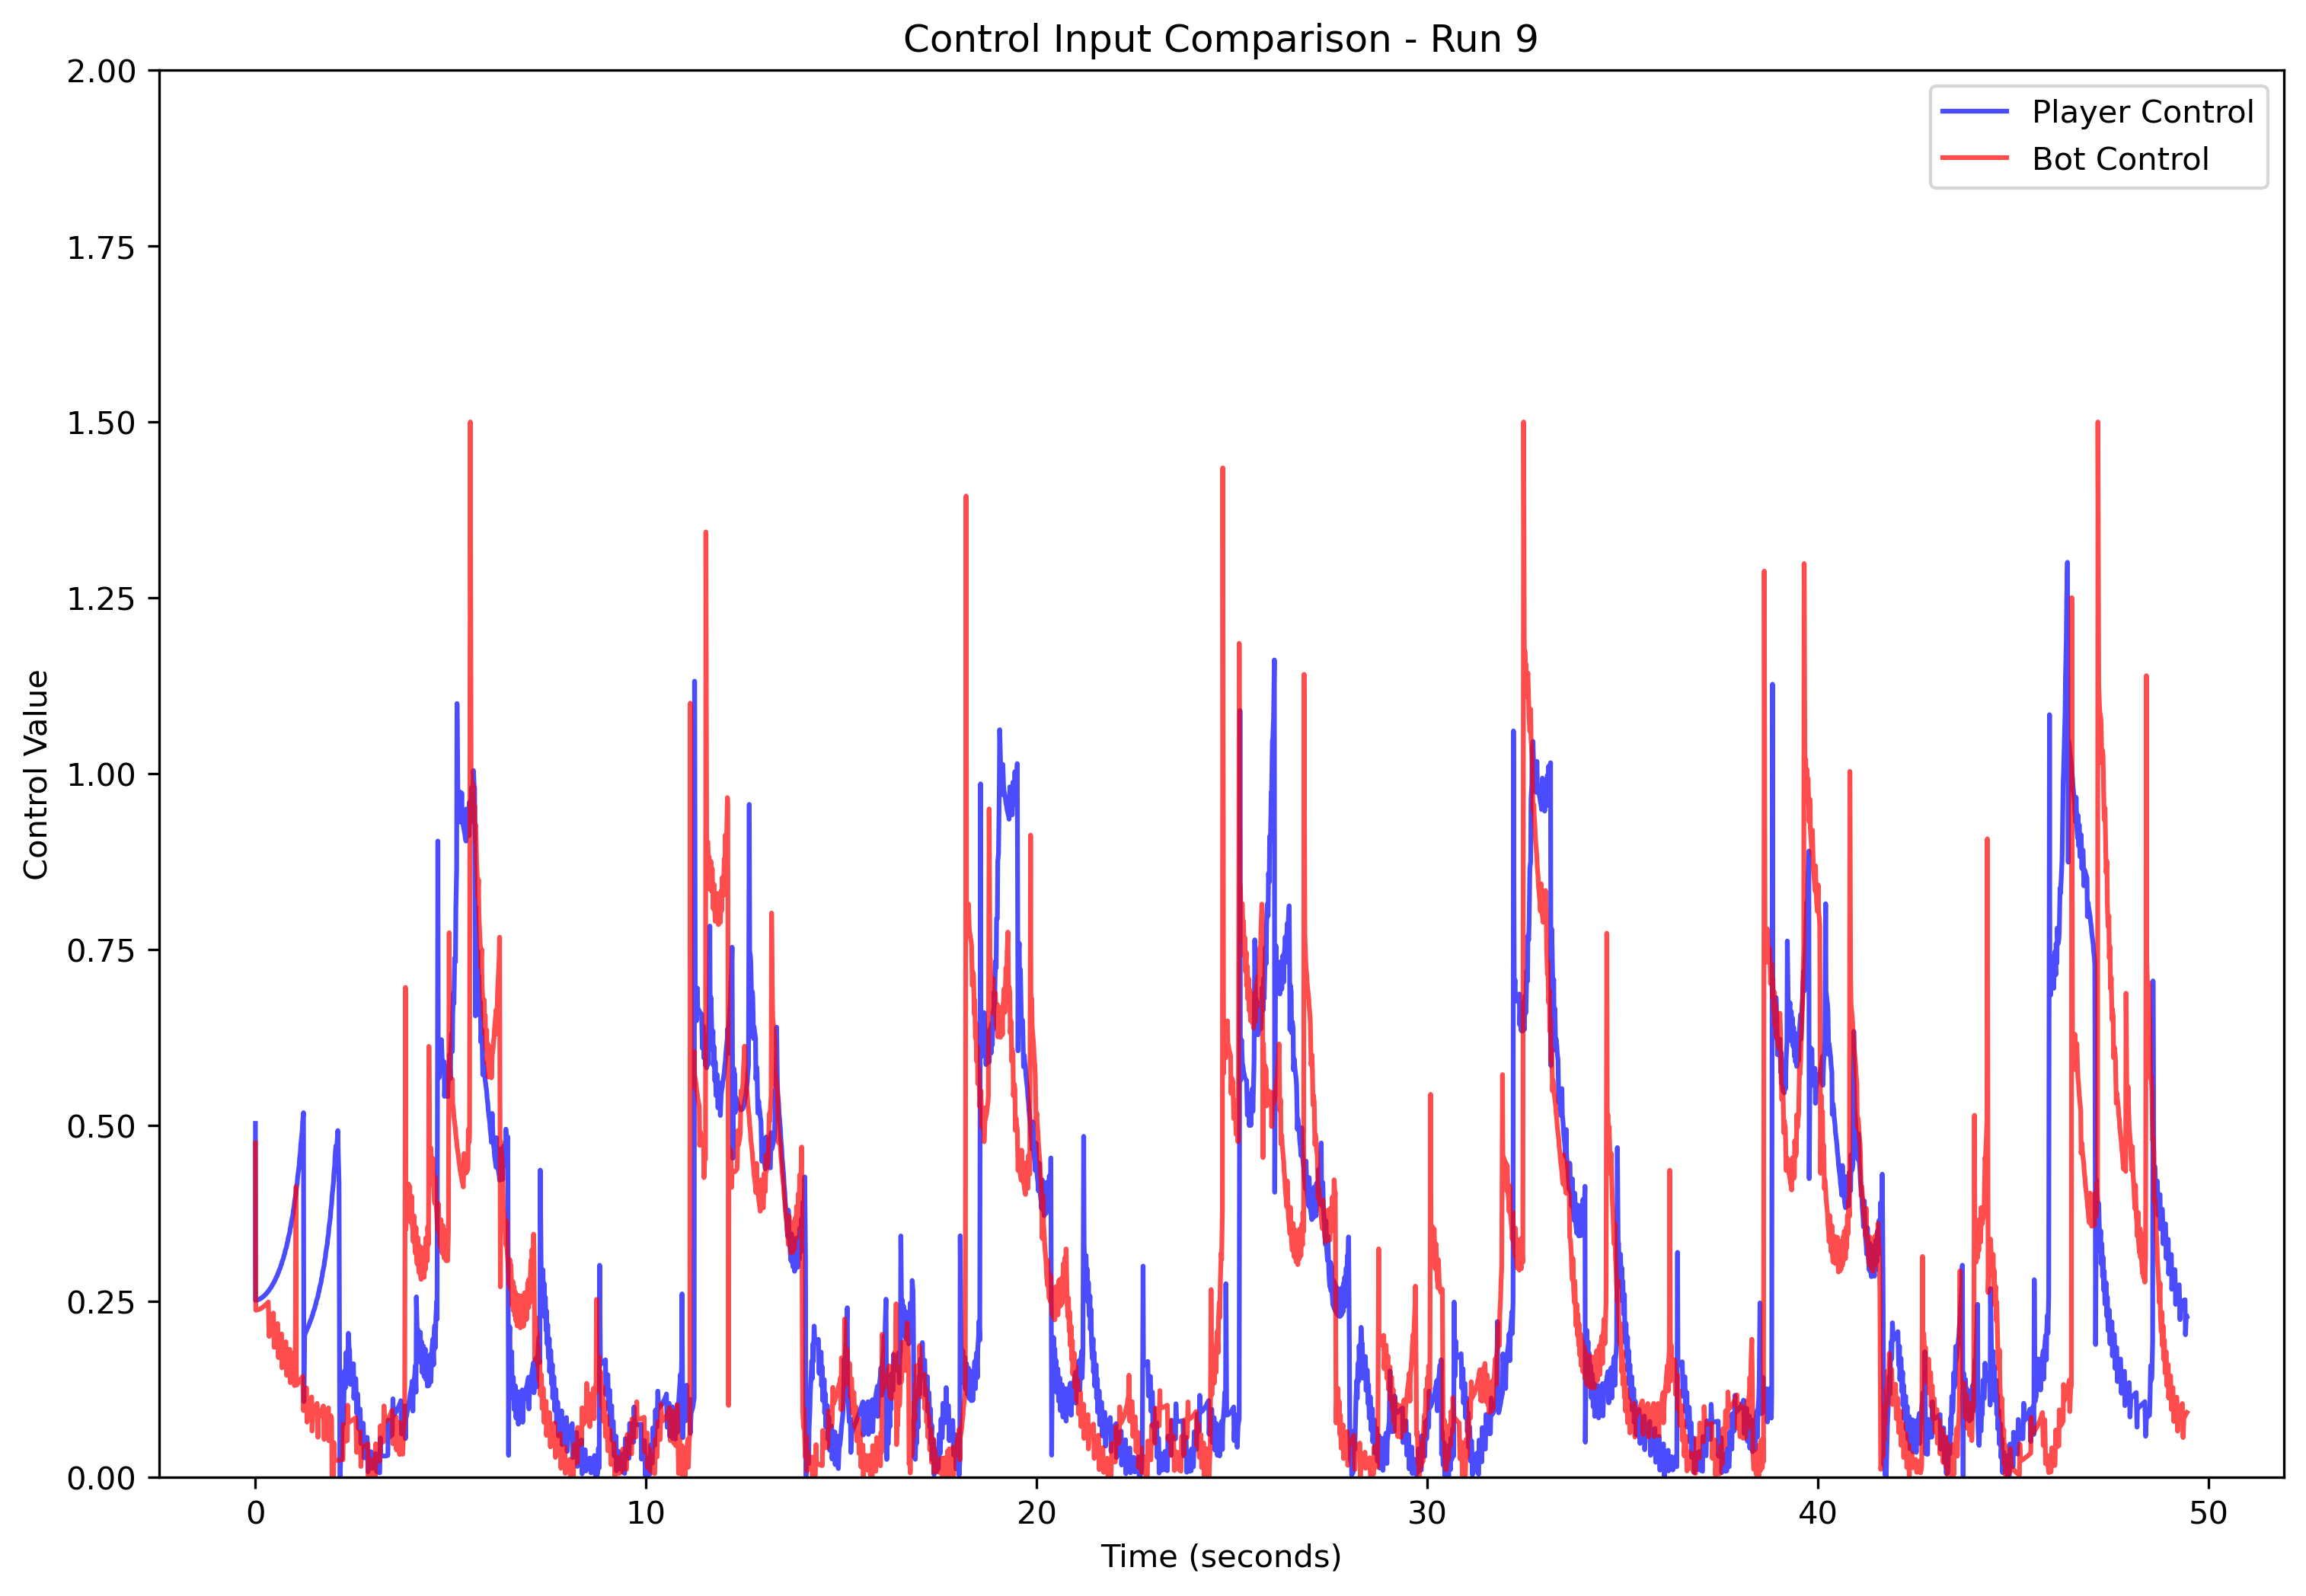 Control Input Comparison - Run 9
2.00
1.75
1.50
1.25
1.00
0.75
0.50
0.25
0.00
Control Value
Player Control
Bot Control
0 10 20 30 40 50
Time (seconds)